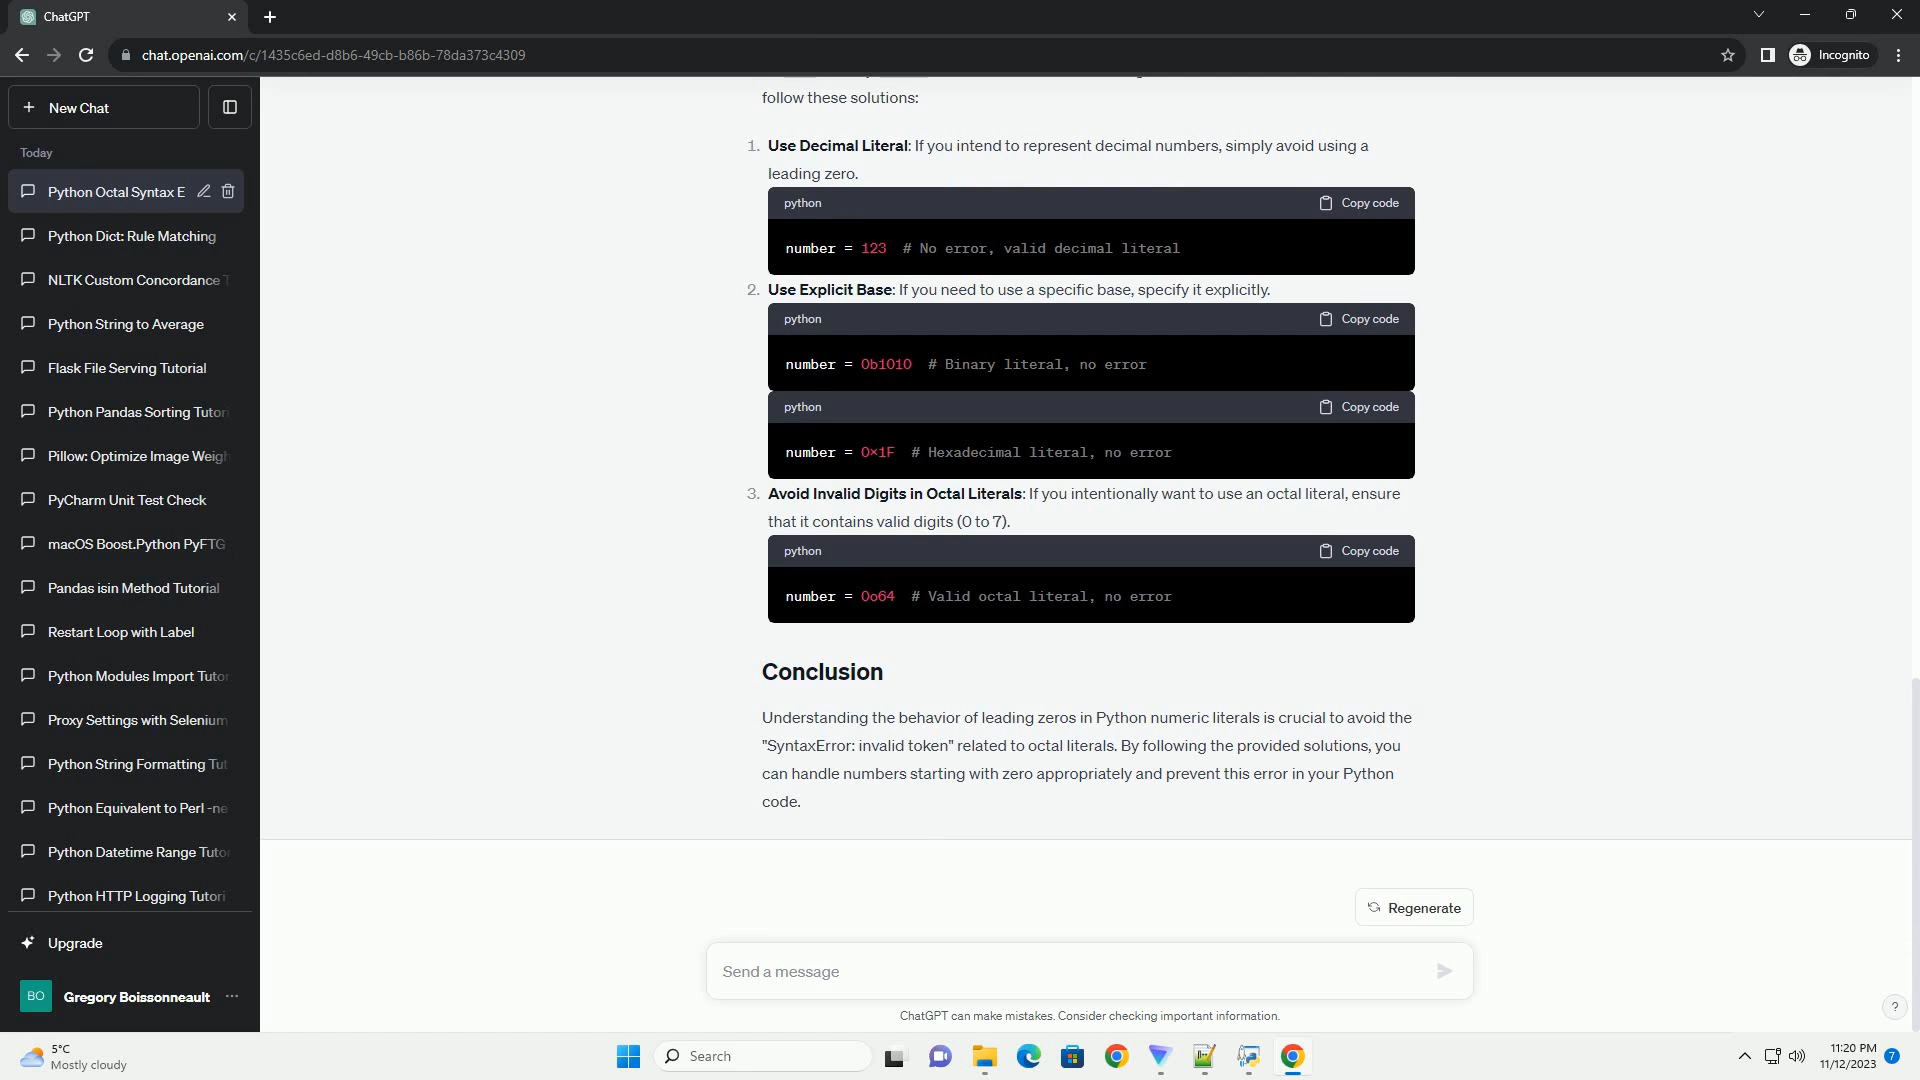 ChatGPT
chat.openai.com/c/1435c6ed-d8b6-49cb-b86b-78da373c4309
Incognito
New Chat
Today
Python Octal Syntax E
Python Dict: Rule Matching
NLTK Custom Concordance T
Python String to Average
Flask File Serving Tutorial
Python Pandas Sorting Tutori
Pillow: Optimize Image Weigh
PyCharm Unit Test Check
macOS Boost.Python PyFTG
Pandas isin Method Tutorial
Restart Loop with Label
Python Modules Import Tutor
Proxy Settings with Selenium
Python String Formatting Tut
Python Equivalent to Perl -ne
Python Datetime Range Tuto
Python HTTP Logging Tutori
Upgrade
BO
Gregory Boissonneault
follow these solutions:
1. Use Decimal Literal: If you intend to represent decimal numbers, simply avoid using a
leading zero.
python Copy code
number = 123 # No error, valid decimal literal
2. Use Explicit Base: If you need to use a specific base, specify it explicitly.
python Copy code
number = 0b1010 # Binary literal, no error
python Copy code
number = 0x1F # Hexadecimal literal, no error
3. Avoid Invalid Digits in Octal Literals: If you intentionally want to use an octal literal, ensure
that it contains valid digits (0 to 7).
python Copy code
number = 0o64 # Valid octal literal, no error
Conclusion
Understanding the behavior of leading zeros in Python numeric literals is crucial to avoid the
"SyntaxError: invalid token" related to octal literals. By following the provided solutions, you
can handle numbers starting with zero appropriately and prevent this error in your Python
code.
Regenerate
Send a message
ChatGPT can make mistakes. Consider checking important information.
?
5°C
Mostly cloudy
Search
11:20 PM
11/12/2023
7